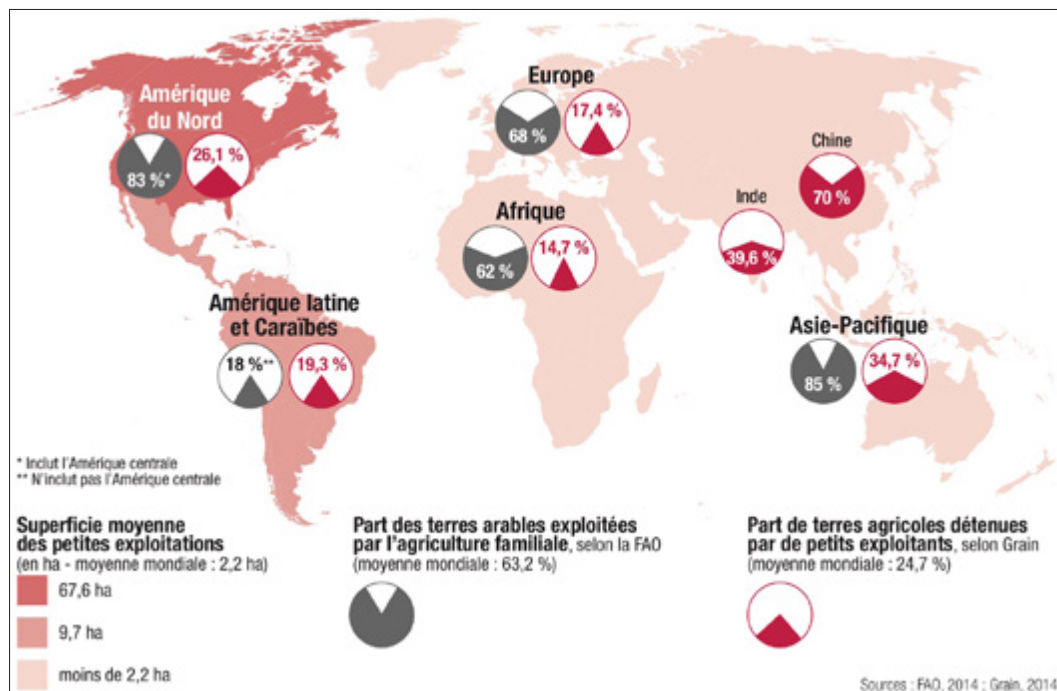 Amérique
du Nord
83 %*
26,1 %
Europe
68 %
17,4 %
Chine
70 %
Inde
39,6 %
Afrique
62 %
14,7 %
Amérique latine
et Caraïbes
18 %**
19,3 %
Asie-Pacifique
85 %
34,7 %
* Inclut l'Amérique centrale
** N'inclut pas l'Amérique centrale
Superficie moyenne
des petites exploitations
(en ha - moyenne mondiale : 2,2 ha)
67,6 ha
9,7 ha
moins de 2,2 ha
Part des terres arables exploitées
par l'agriculture familiale, selon la FAO
(moyenne mondiale : 63,2 %)
Part de terres agricoles détenues
par de petits exploitants, selon Grain
(moyenne mondiale : 24,7 %)
Sources : FAO, 2014 ; Grain, 2014